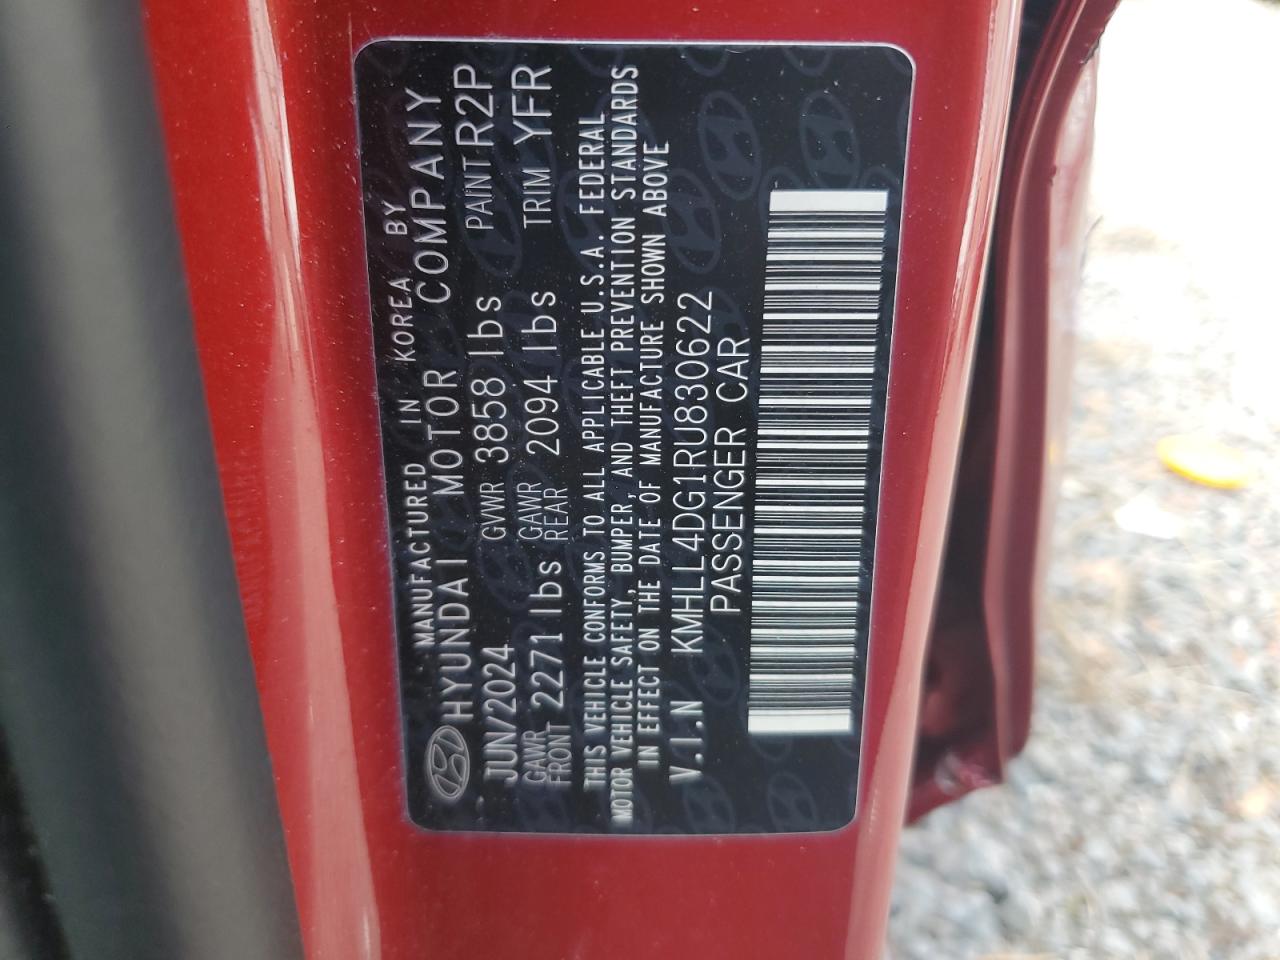 MANUFACTURED IN KOREA BY
HYUNDAI MOTOR COMPANY
JUN/2024 GVWR 3858 lbs PAINT R2P
GAWR FRONT 2271 lbs GAWR REAR 2094 lbs TRIM YFR
THIS VEHICLE CONFORMS TO ALL APPLICABLE U.S.A. FEDERAL
MOTOR VEHICLE SAFETY, BUMPER, AND THEFT PREVENTION STANDARDS
IN EFFECT ON THE DATE OF MANUFACTURE SHOWN ABOVE
V.I.N KMHLL4DG1RU830622
PASSENGER CAR